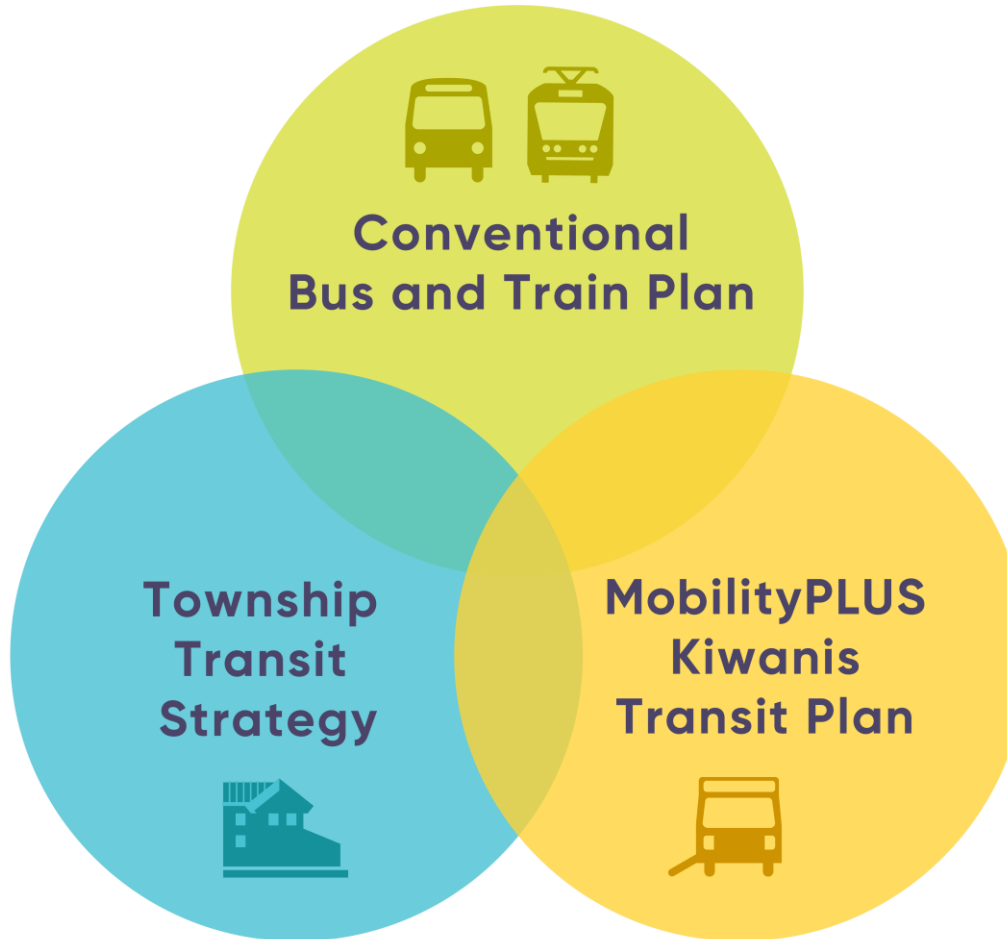 Conventional
Bus and Train Plan
Township
Transit
Strategy
MobilityPLUS
Kiwanis
Transit Plan